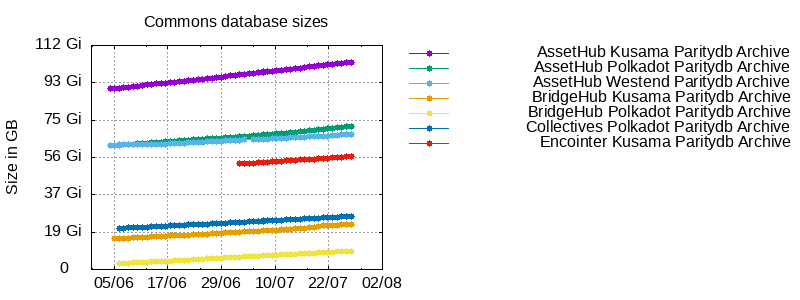 Commons database sizes
112 Gi
93 Gi
75 Gi
56 Gi
37 Gi
19 Gi
0
Size in GB
05/06 17/06 29/06 10/07 22/07 02/08
AssetHub Kusama Paritydb Archive
AssetHub Polkadot Paritydb Archive
AssetHub Westend Paritydb Archive
BridgeHub Kusama Paritydb Archive
BridgeHub Polkadot Paritydb Archive
Collectives Polkadot Paritydb Archive
Encointer Kusama Paritydb Archive